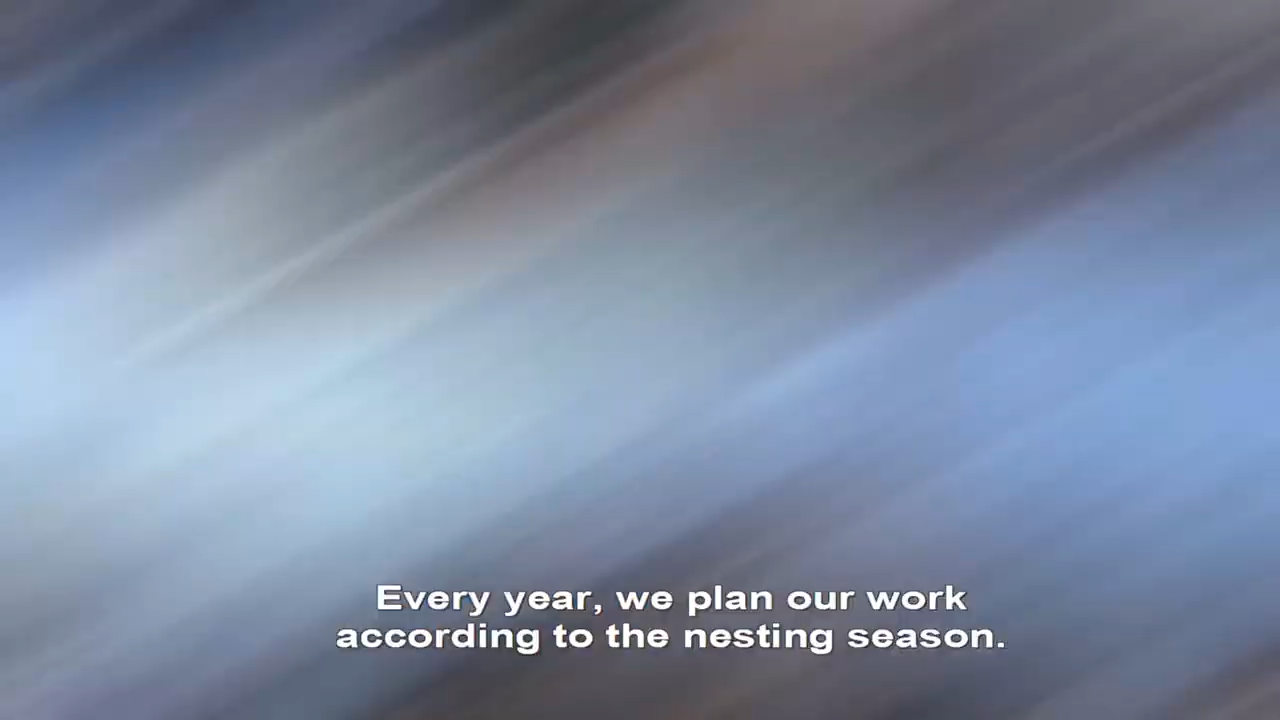 Every year, we plan our work
according to the nesting season.